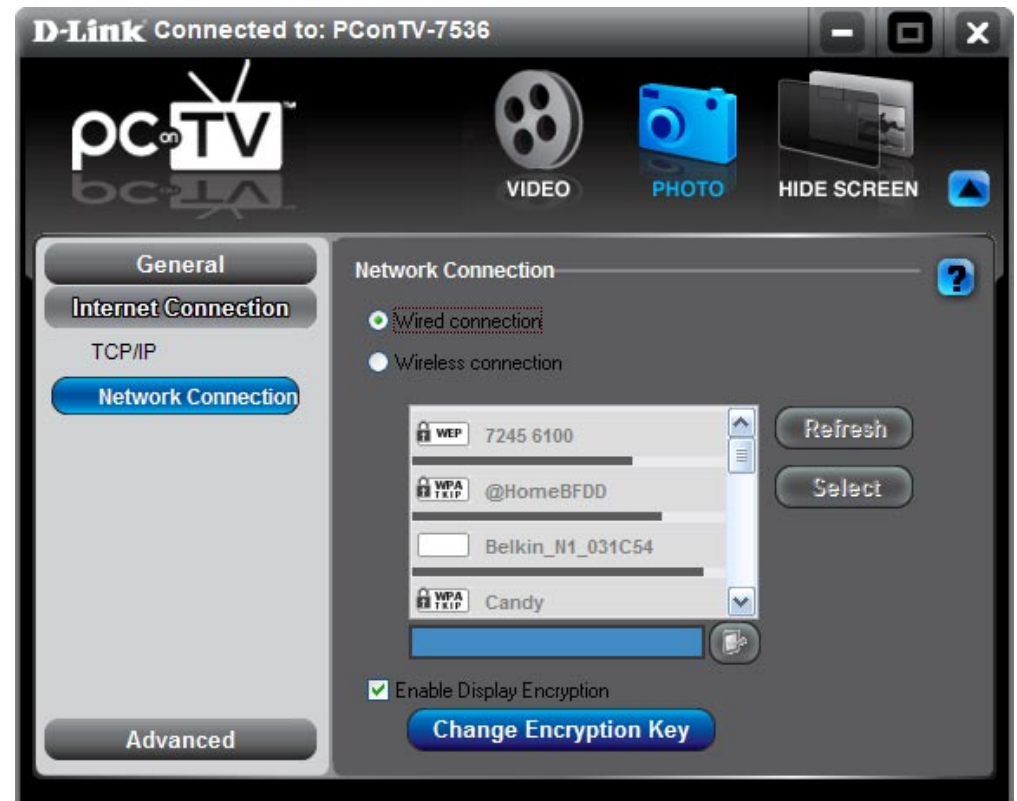 D-Link Connected to: PConTV-7536
PC on TV™
VIDEO
PHOTO
HIDE SCREEN
General
Internet Connection
TCP/IP
Network Connection
Advanced
Network Connection
?
Wired connection
Wireless connection
WEP 7245 6100
WPA TKIP @HomeBFDD
Belkin_N1_031C54
WPA TKIP Candy
Refresh
Select
Enable Display Encryption
Change Encryption Key